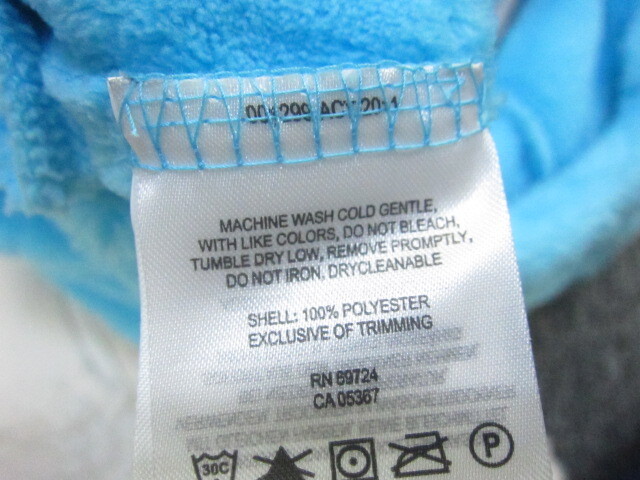 MACHINE WASH COLD GENTLE,
WITH LIKE COLORS, DO NOT BLEACH,
TUMBLE DRY LOW, REMOVE PROMPTLY,
DO NOT IRON, DRYCLEANABLE
SHELL: 100% POLYESTER
EXCLUSIVE OF TRIMMING
RN 69724
CA 05367
30C P